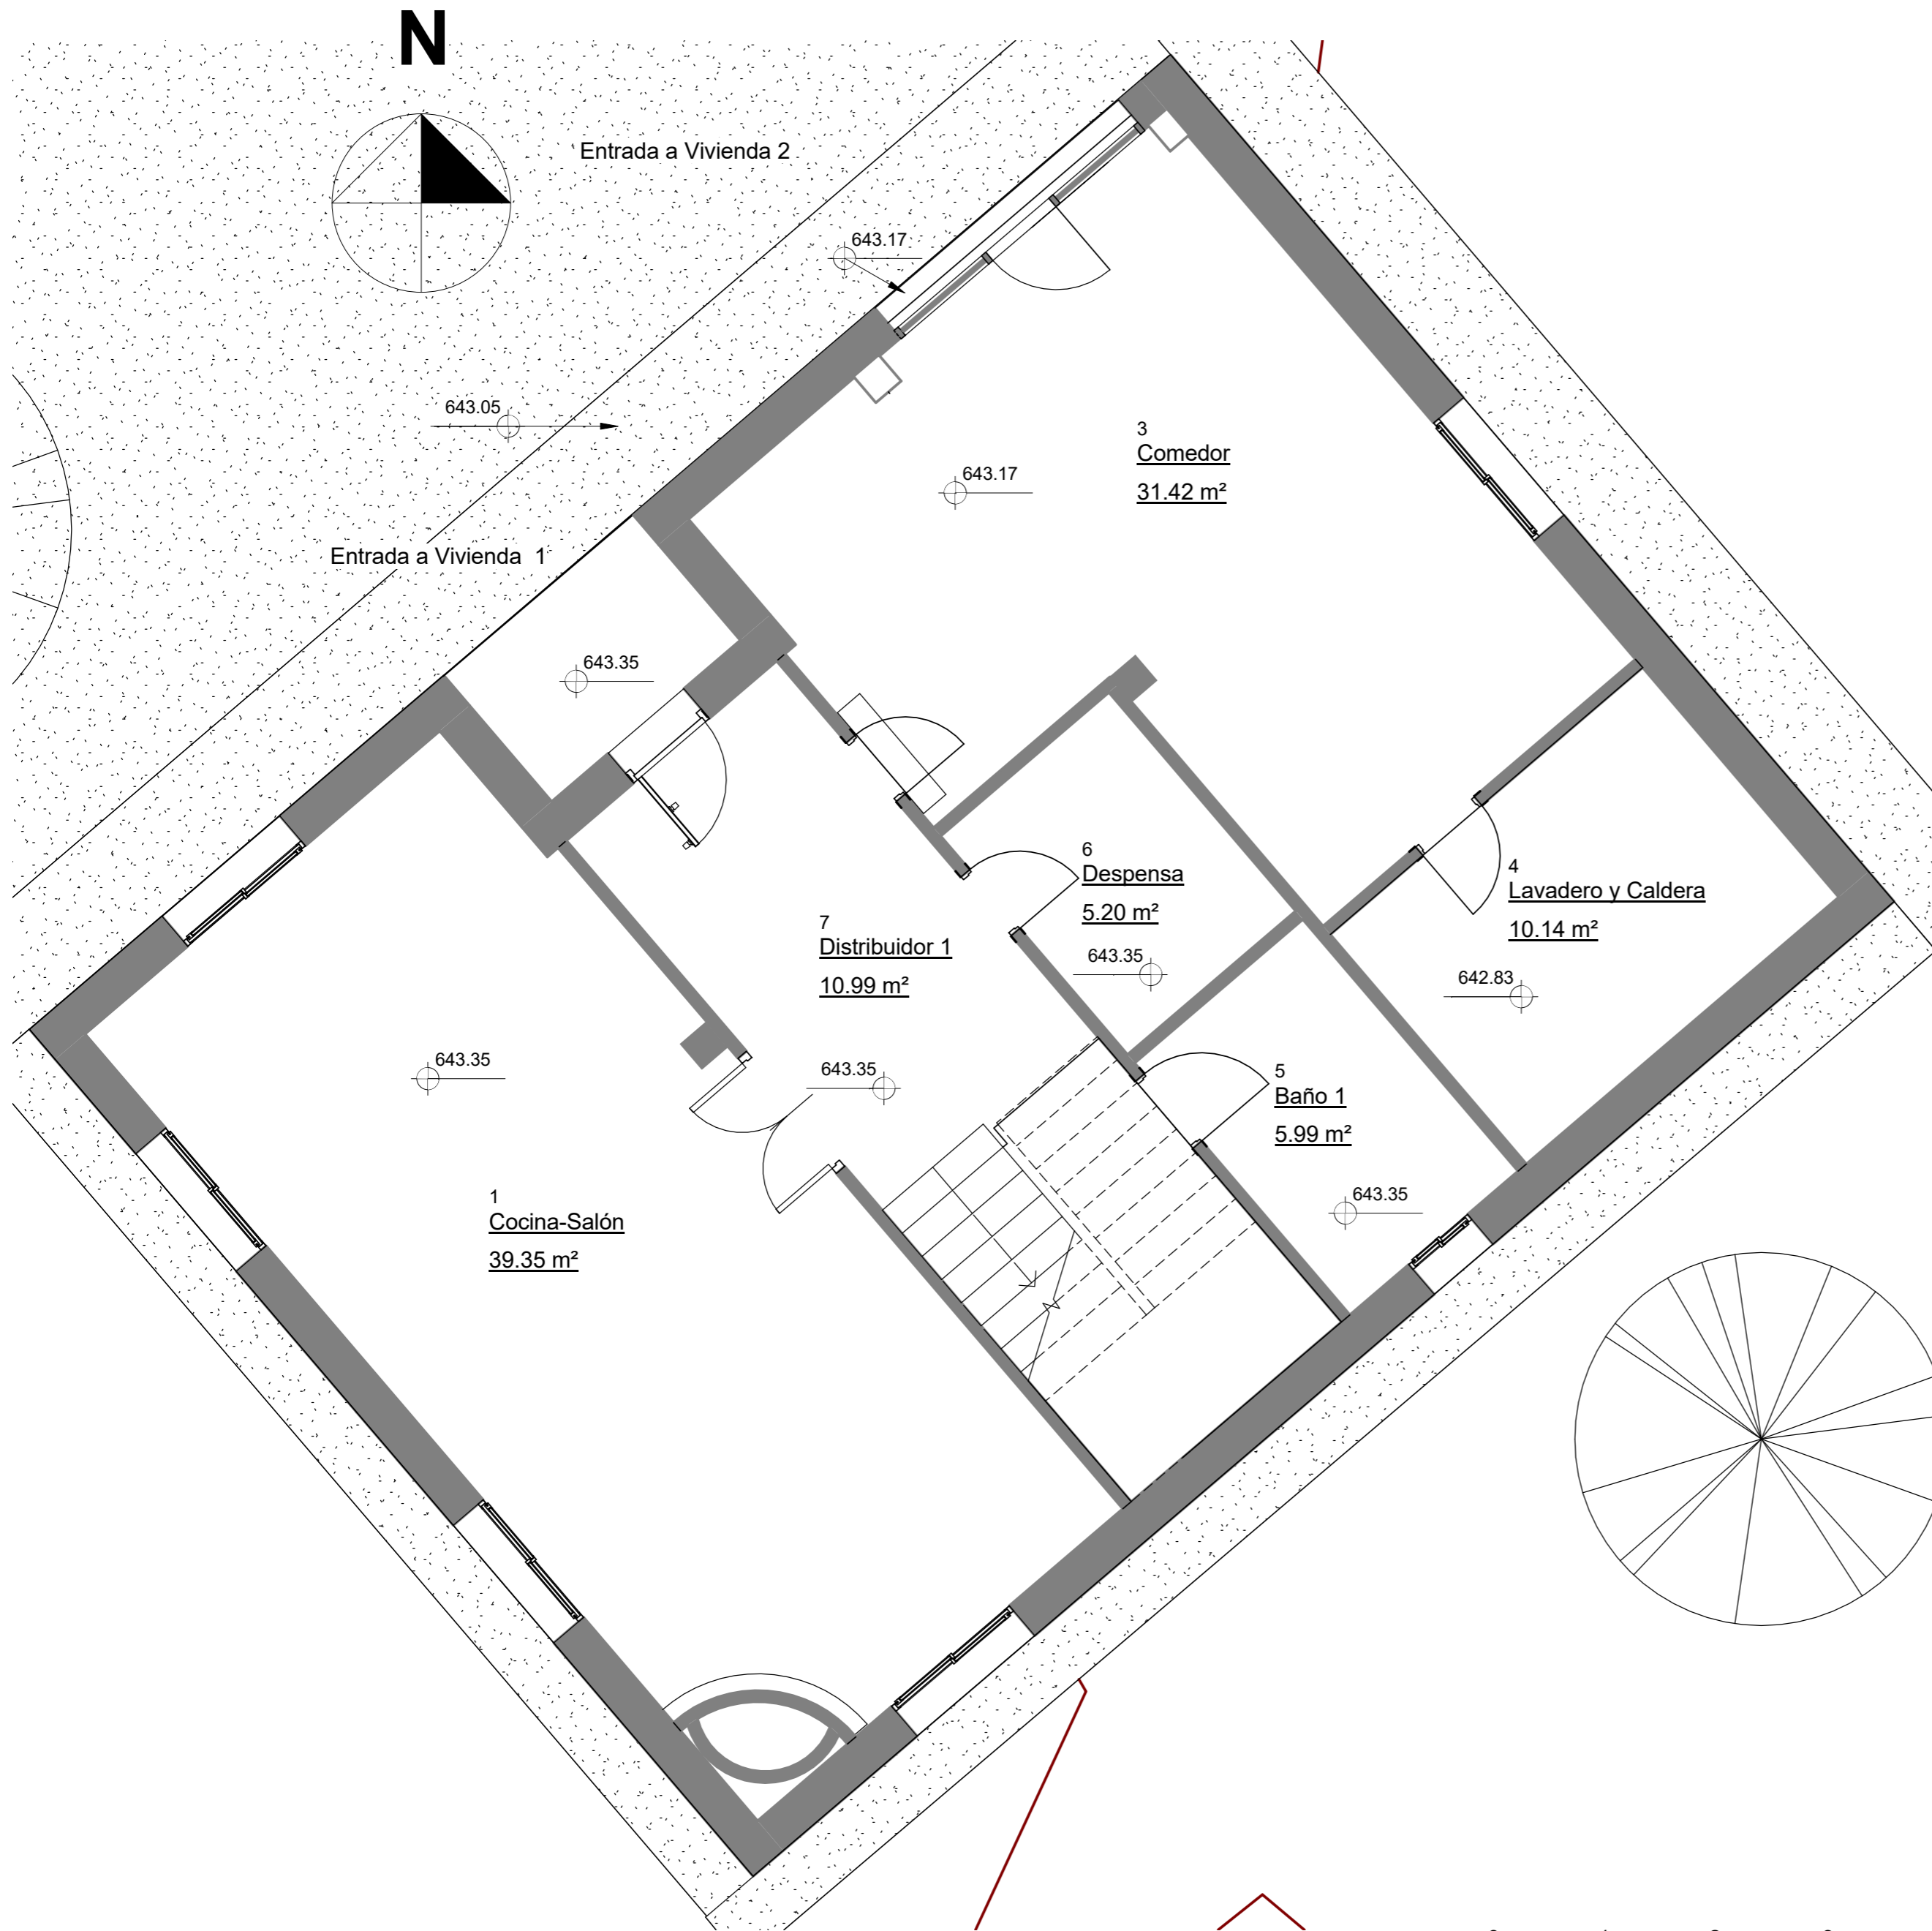 N
Entrada a Vivienda 2
643.17
643.05
3
Comedor
31.42 m²
643.17
Entrada a Vivienda 1
643.35
6
Despensa
5.20 m²
643.35
4
Lavadero y Caldera
10.14 m²
642.83
7
Distribuidor 1
10.99 m²
643.35
643.35
5
Baño 1
5.99 m²
643.35
1
Cocina-Salón
39.35 m²